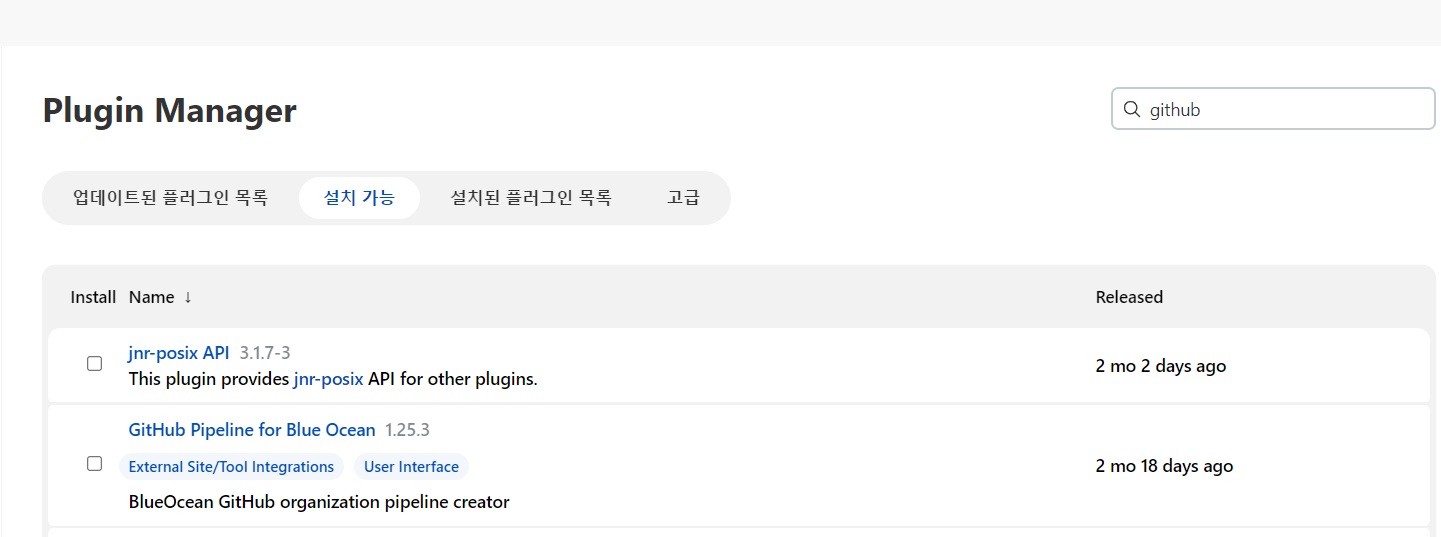 Plugin Manager
github
업데이트된 플러그인 목록 설치 가능 설치된 플러그인 목록 고급
Install Name ↓ Released
jnr-posix API 3.1.7-3
This plugin provides jnr-posix API for other plugins.
2 mo 2 days ago
GitHub Pipeline for Blue Ocean 1.25.3
External Site/Tool Integrations User Interface
2 mo 18 days ago
BlueOcean GitHub organization pipeline creator